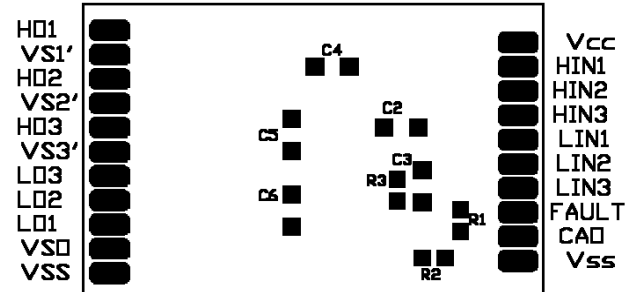 HO1
VS1'
HO2
VS2'
HO3
VS3'
LO3
LO2
LO1
VSO
VSS
C4
C2
C5
C3
R3
C6
R1
R2
Vcc
HIN1
HIN2
HIN3
LIN1
LIN2
LIN3
FAULT
CAO
Vss